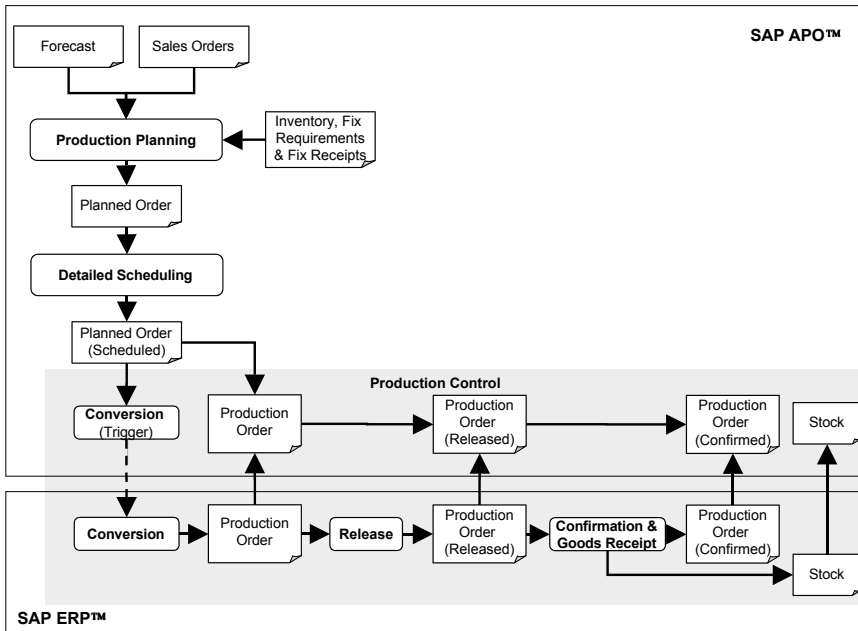 SAP APO™
Forecast
Sales Orders
Production Planning
Inventory, Fix
Requirements
& Fix Receipts
Planned Order
Detailed Scheduling
Planned Order
(Scheduled)
Production Control
Conversion
(Trigger)
Production
Order
Production
Order
(Released)
Production
Order
(Confirmed)
Stock
Conversion
Production
Order
Release
Production
Order
(Released)
Confirmation &
Goods Receipt
Production
Order
(Confirmed)
Stock
SAP ERP™